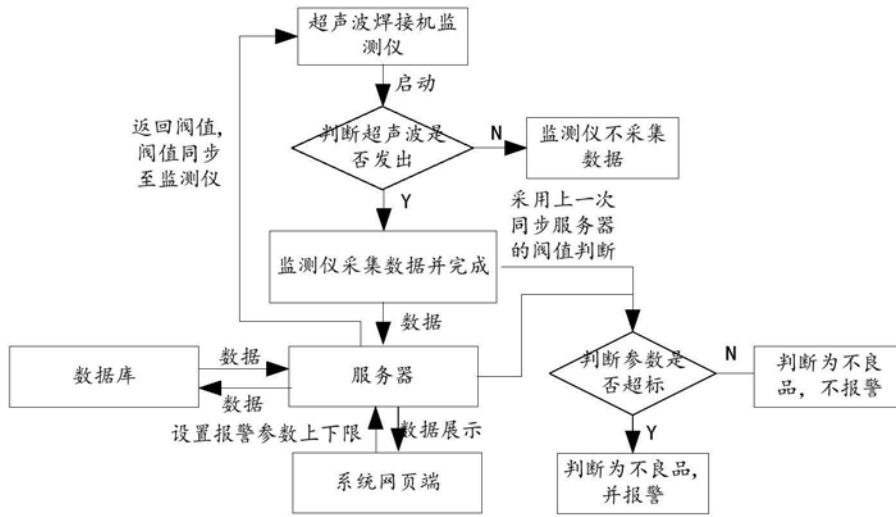 超声波焊接机监
测仪
启动
返回阀值,
阀值同步
至监测仪
判断超声波是
否发出
N
监测仪不采集
数据
Y
采用上一次
同步服务器
的阀值判断
监测仪采集数据并完成
数据
数据库
数据
数据
服务器
判断参数是
否超标
N
判断为不良
品，不报警
设置报警参数上下限
数据展示
Y
系统网页端
判断为不良品，
并报警